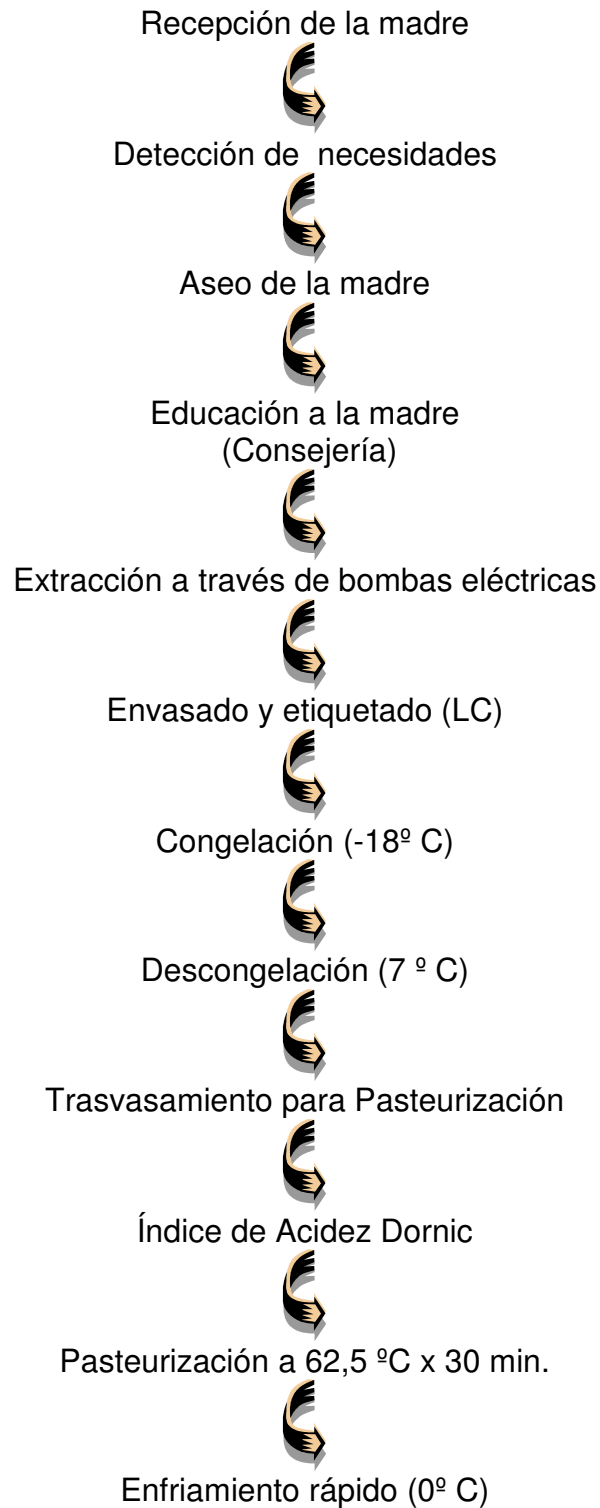 Recepción de la madre
Detección de necesidades
Aseo de la madre
Educación a la madre
(Consejería)
Extracción a través de bombas eléctricas
Envasado y etiquetado (LC)
Congelación (-18º C)
Descongelación (7 º C)
Trasvasamiento para Pasteurización
Índice de Acidez Dornic
Pasteurización a 62,5 ºC x 30 min.
Enfriamiento rápido (0º C)